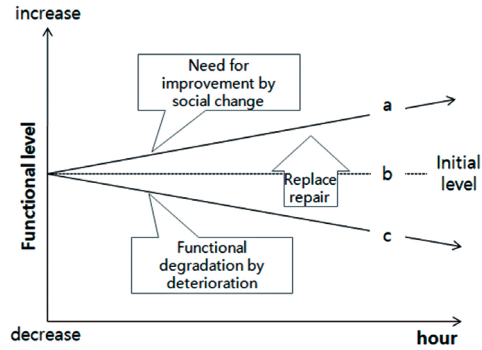 increase
Need for
improvement by
social change
a
Functional level
Replace
repair
b
Initial
level
c
Functional
degradation by
deterioration
decrease
hour